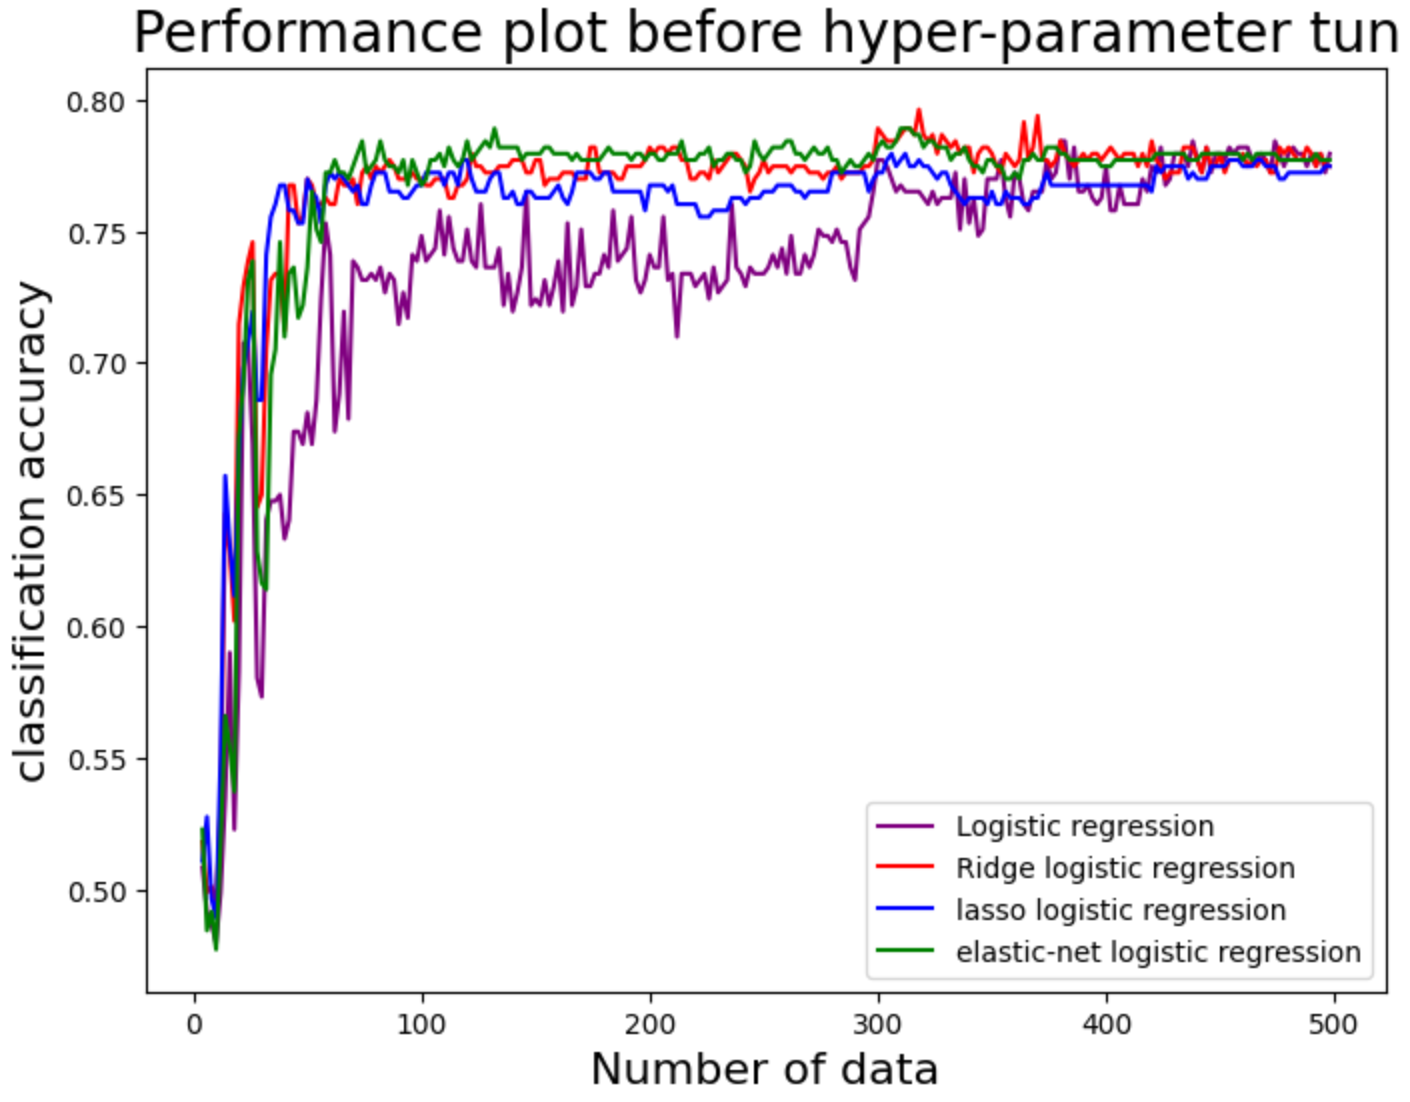 Performance plot before hyper-parameter tun
0.80
0.75
0.70
0.65
0.60
0.55
0.50
classification accuracy
Logistic regression
Ridge logistic regression
lasso logistic regression
elastic-net logistic regression
0 100 200 300 400 500
Number of data